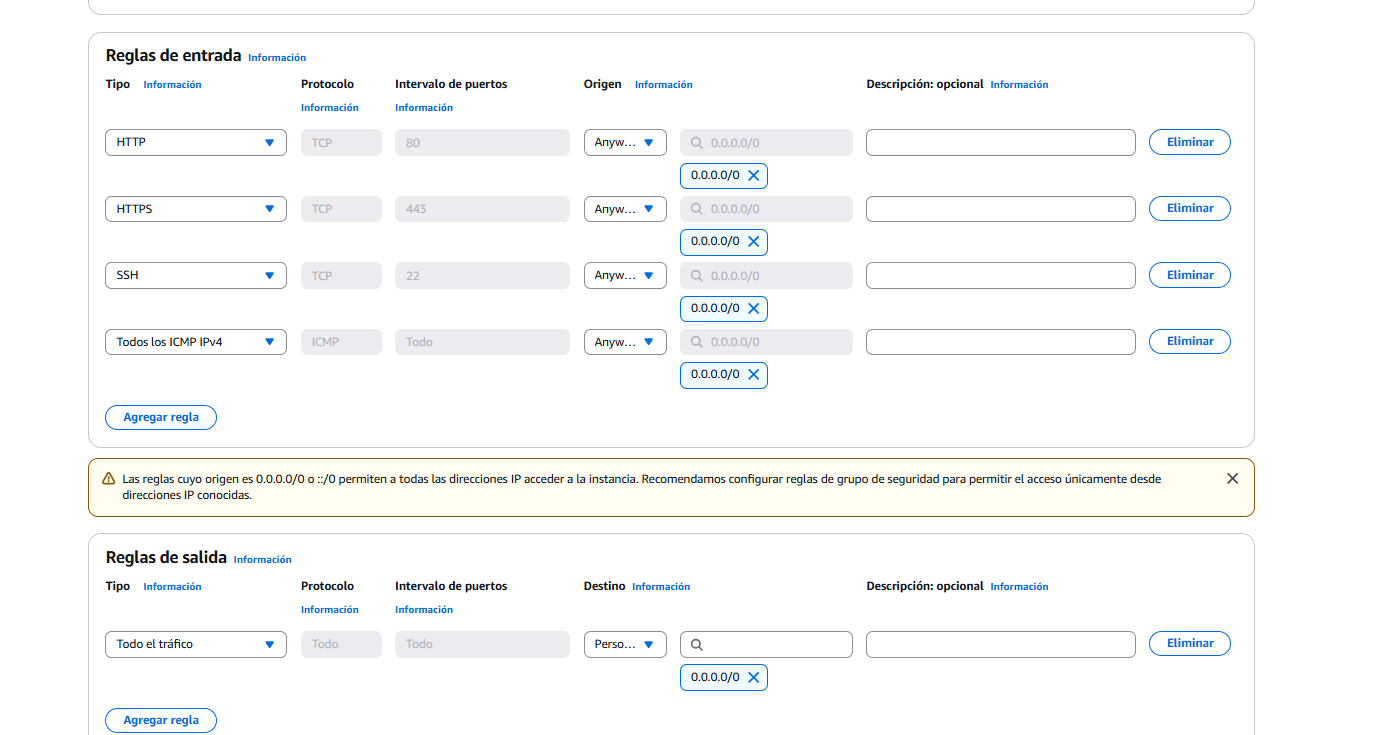 Reglas de entrada Información
Tipo Información Protocolo Intervalo de puertos Origen Información Descripción: opcional Información
Información Información
HTTP TCP 80 Anyw... 0.0.0.0/0 Eliminar
0.0.0.0/0
HTTPS TCP 443 Anyw... 0.0.0.0/0 Eliminar
0.0.0.0/0
SSH TCP 22 Anyw... 0.0.0.0/0 Eliminar
0.0.0.0/0
Todos los ICMP IPv4 ICMP Todo Anyw... 0.0.0.0/0 Eliminar
0.0.0.0/0
Agregar regla
Las reglas cuyo origen es 0.0.0.0/0 o ::/0 permiten a todas las direcciones IP acceder a la instancia. Recomendamos configurar reglas de grupo de seguridad para permitir el acceso únicamente desde
direcciones IP conocidas.
Reglas de salida Información
Tipo Información Protocolo Intervalo de puertos Destino Información Descripción: opcional Información
Información Información
Todo el tráfico Todo Todo Perso... Eliminar
0.0.0.0/0
Agregar regla